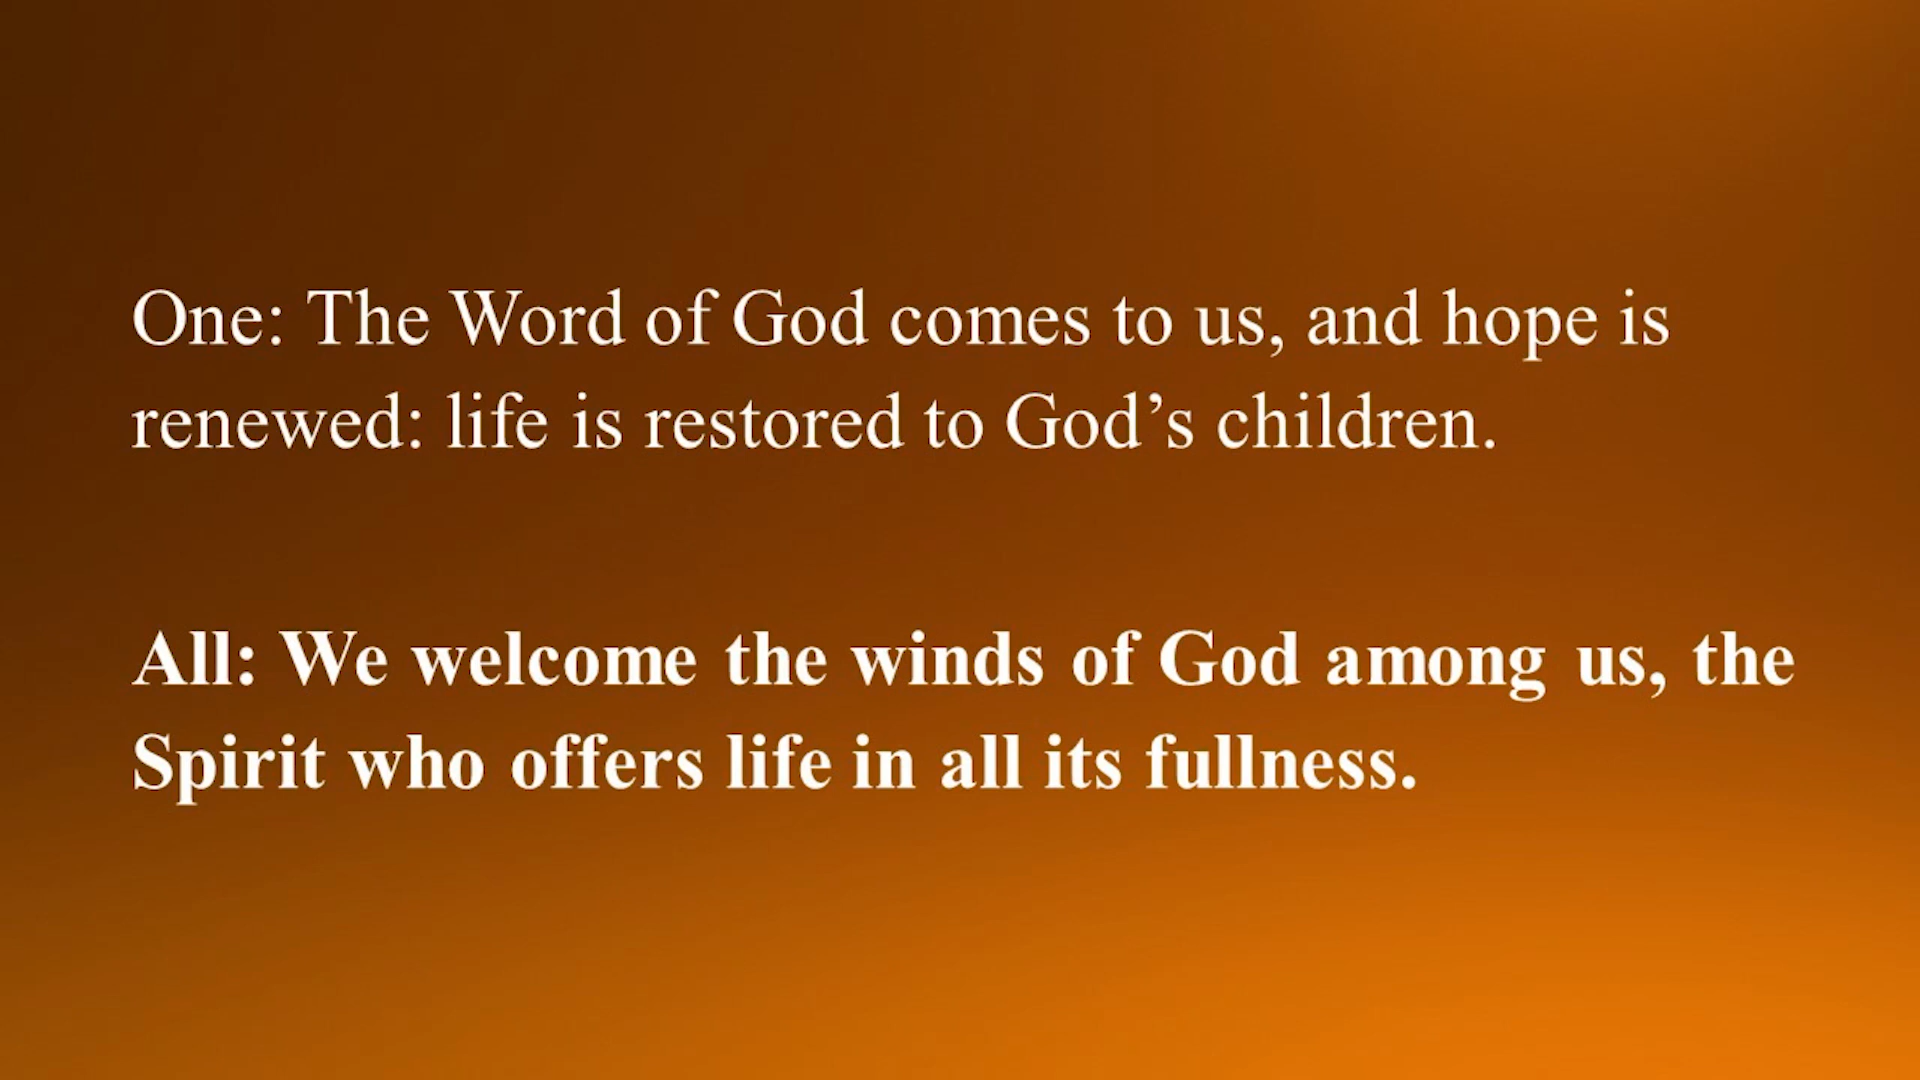 One: The Word of God comes to us, and hope is
renewed: life is restored to God’s children.
All: We welcome the winds of God among us, the
Spirit who offers life in all its fullness.